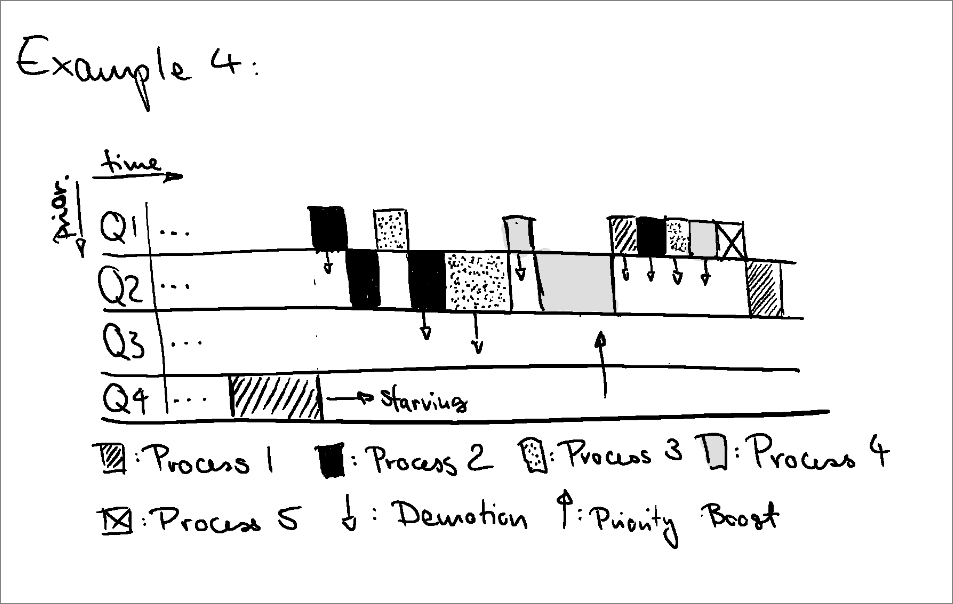 Example 4:
time
prior.
Q1 ...
Q2 ...
Q3 ...
Q4 ... starving
: Process 1 : Process 2 : Process 3 : Process 4
: Process 5 : Demotion : Priority Boost